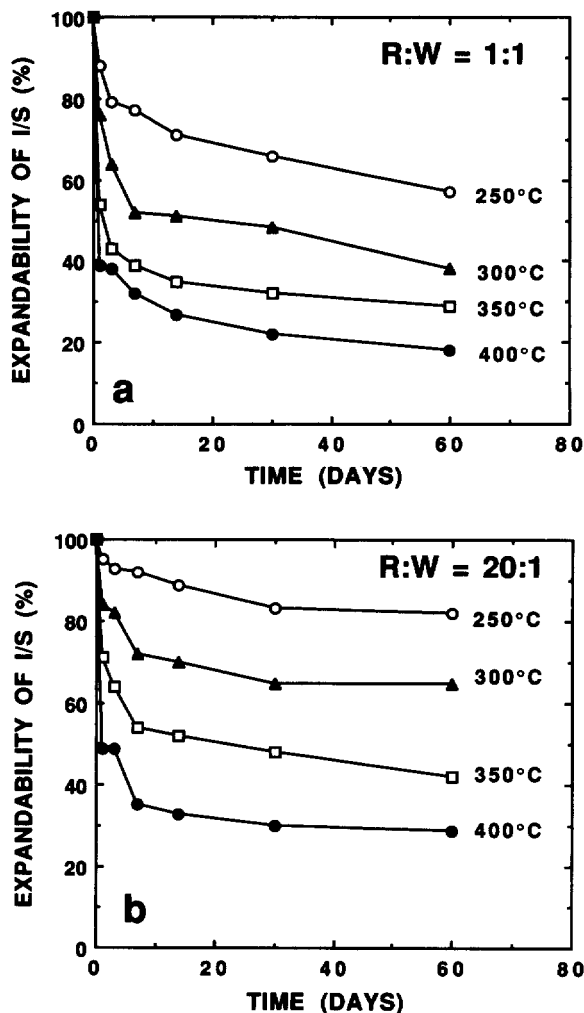 100
R:W = 1:1
80
60
250°C
40
300°C
350°C
20
400°C
a
0
0 20 40 60 80
TIME (DAYS)
EXPANDABILITY OF I/S (%)
100
R:W = 20:1
80
250°C
60
300°C
40
350°C
400°C
20
b
0
0 20 40 60 80
TIME (DAYS)
EXPANDABILITY OF I/S (%)